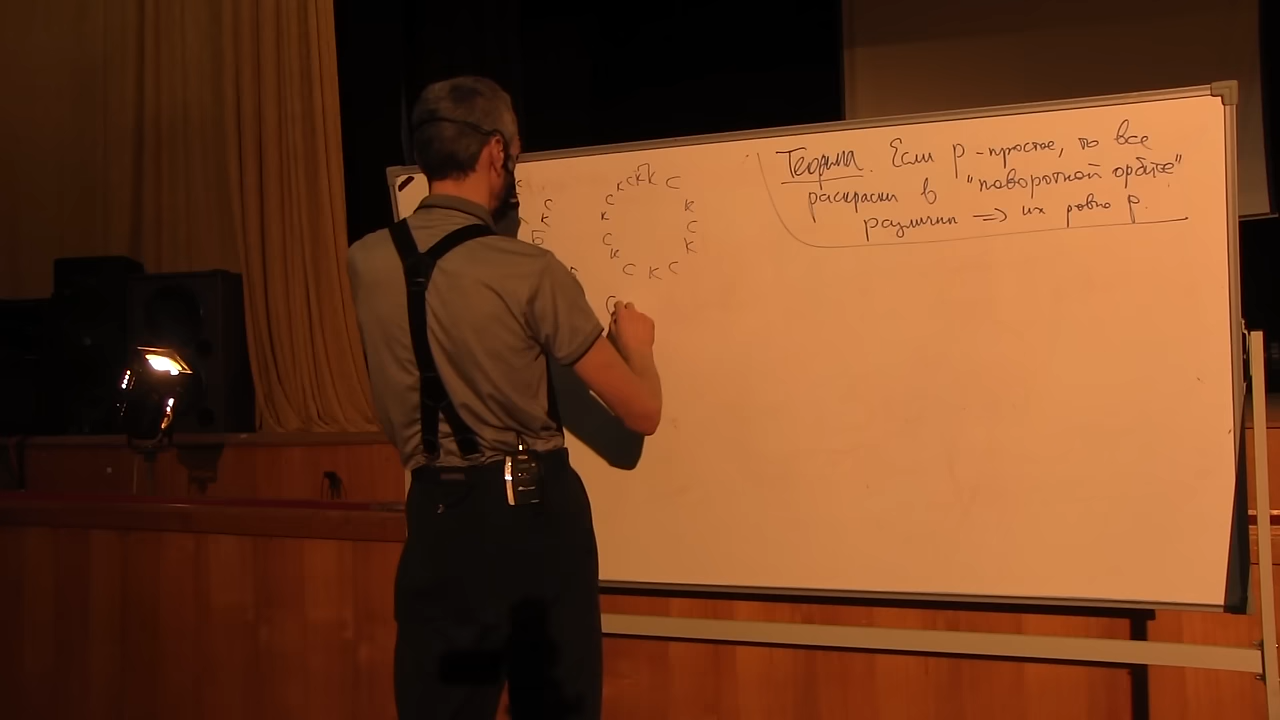 Теорема. Если р - простое, то все
раскраски в "поворотной орбите"
различны => их ровно р.
к с к к с
с к
к с
с к
к с
с к с
с
к
Б
с